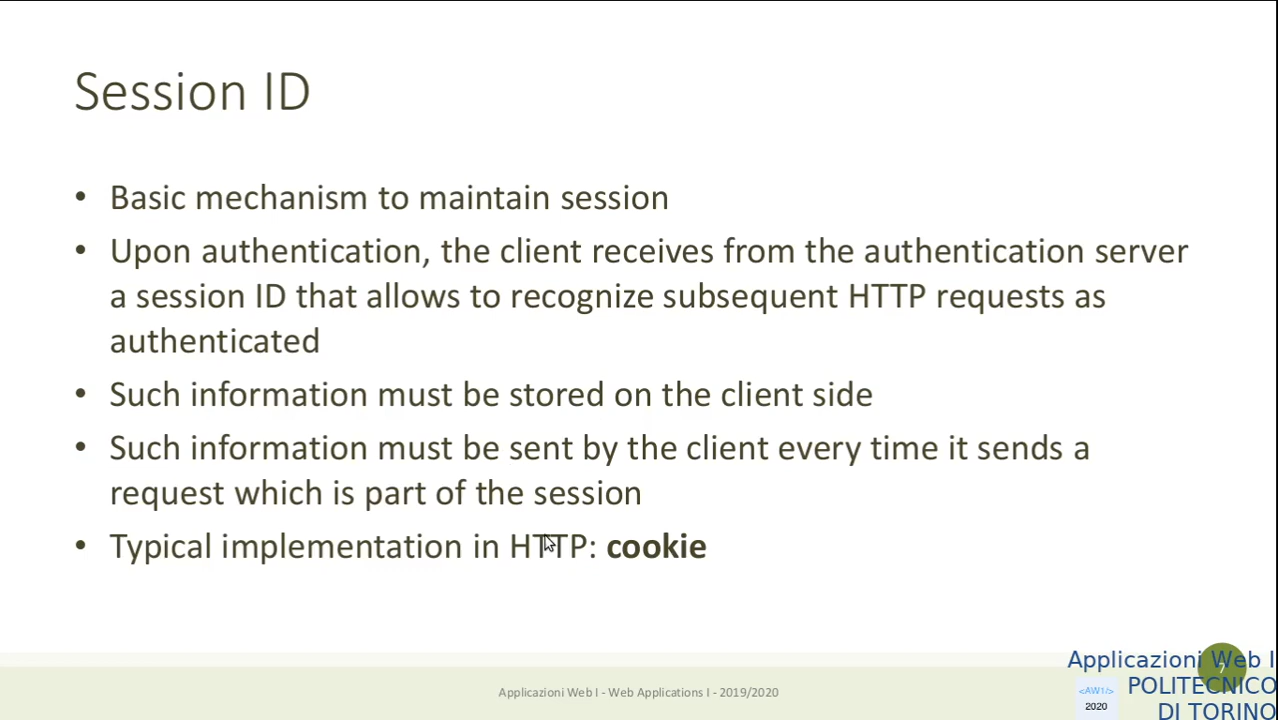 Session ID
• Basic mechanism to maintain session
• Upon authentication, the client receives from the authentication server
a session ID that allows to recognize subsequent HTTP requests as
authenticated
• Such information must be stored on the client side
• Such information must be sent by the client every time it sends a
request which is part of the session
• Typical implementation in HTTP: cookie
Applicazioni Web I - Web Applications I - 2019/2020
7
Applicazioni Web I
POLITECNICO
DI TORINO
<AW1/>
2020